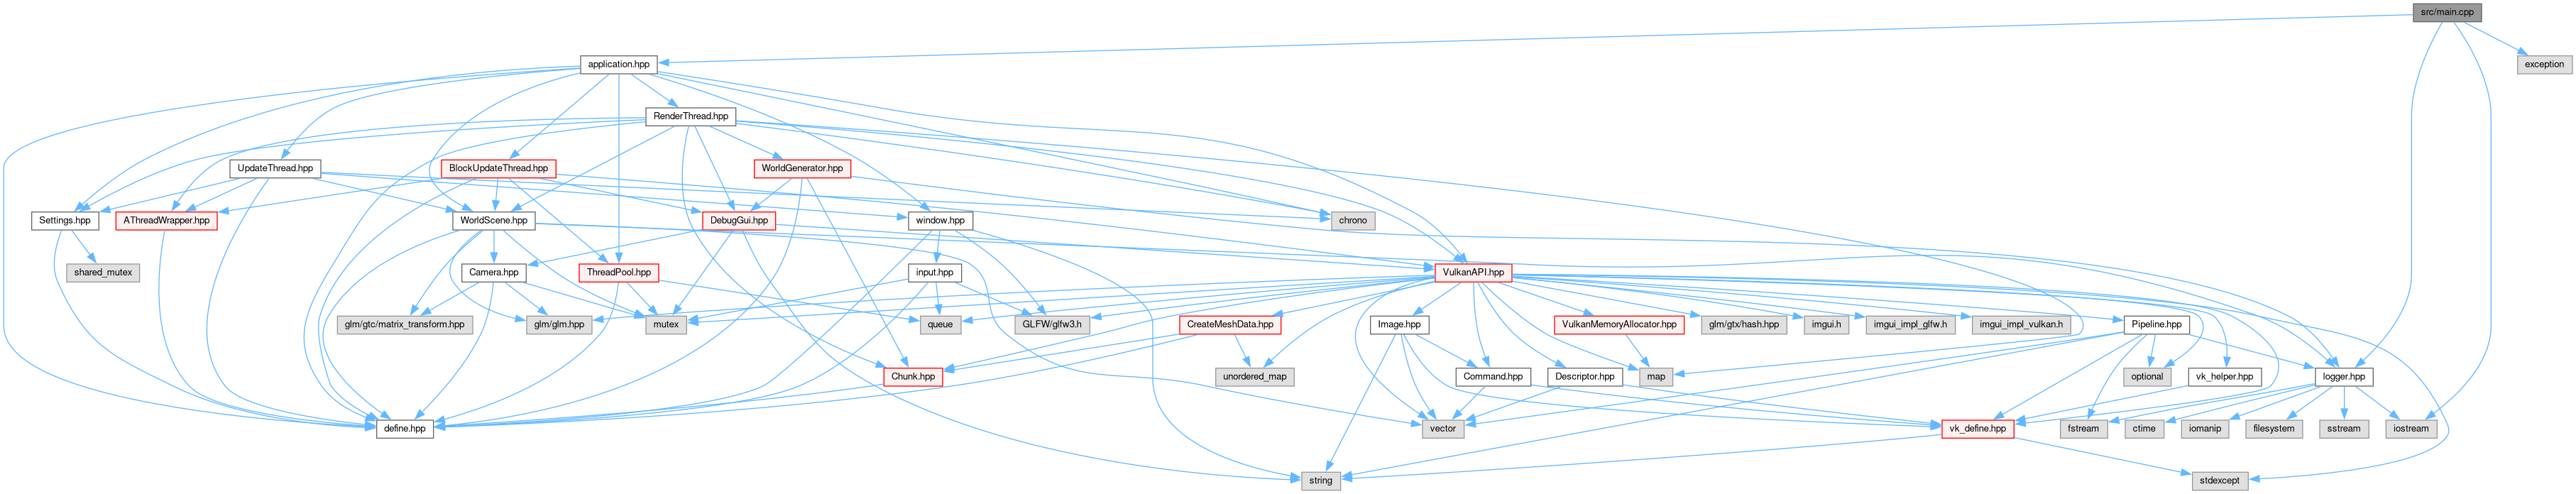 src/main.cpp
application.hpp
exception
RenderThread.hpp
UpdateThread.hpp
BlockUpdateThread.hpp
WorldGenerator.hpp
Settings.hpp
AThreadWrapper.hpp
WorldScene.hpp
DebugGui.hpp
window.hpp
chrono
shared_mutex
Camera.hpp
ThreadPool.hpp
input.hpp
VulkanAPI.hpp
glm/gtc/matrix_transform.hpp
glm/glm.hpp
mutex
queue
GLFW/glfw3.h
CreateMeshData.hpp
Image.hpp
VulkanMemoryAllocator.hpp
glm/gtx/hash.hpp
imgui.h
imgui_impl_glfw.h
imgui_impl_vulkan.h
Pipeline.hpp
Chunk.hpp
unordered_map
Command.hpp
Descriptor.hpp
map
optional
vk_helper.hpp
logger.hpp
define.hpp
vector
vk_define.hpp
fstream
ctime
iomanip
filesystem
sstream
iostream
string
stdexcept